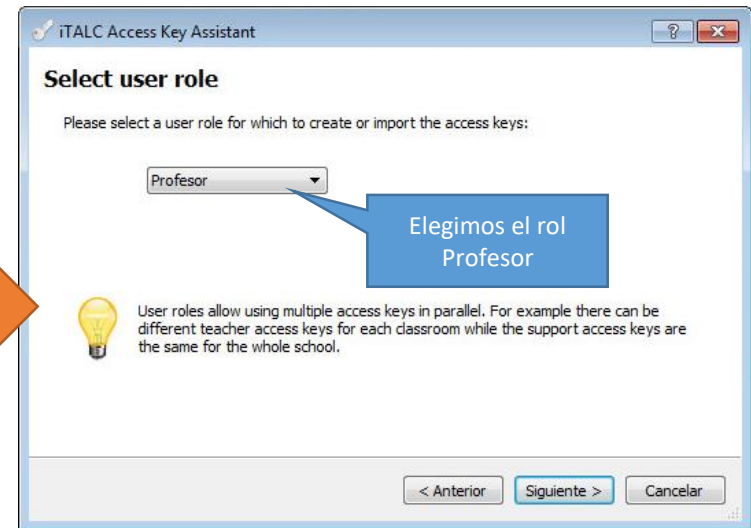 iTALC Access Key Assistant
Select user role
Please select a user role for which to create or import the access keys:
Profesor
Elegimos el rol
Profesor
User roles allow using multiple access keys in parallel. For example there can be
different teacher access keys for each classroom while the support access keys are
the same for the whole school.
< Anterior
Siguiente >
Cancelar